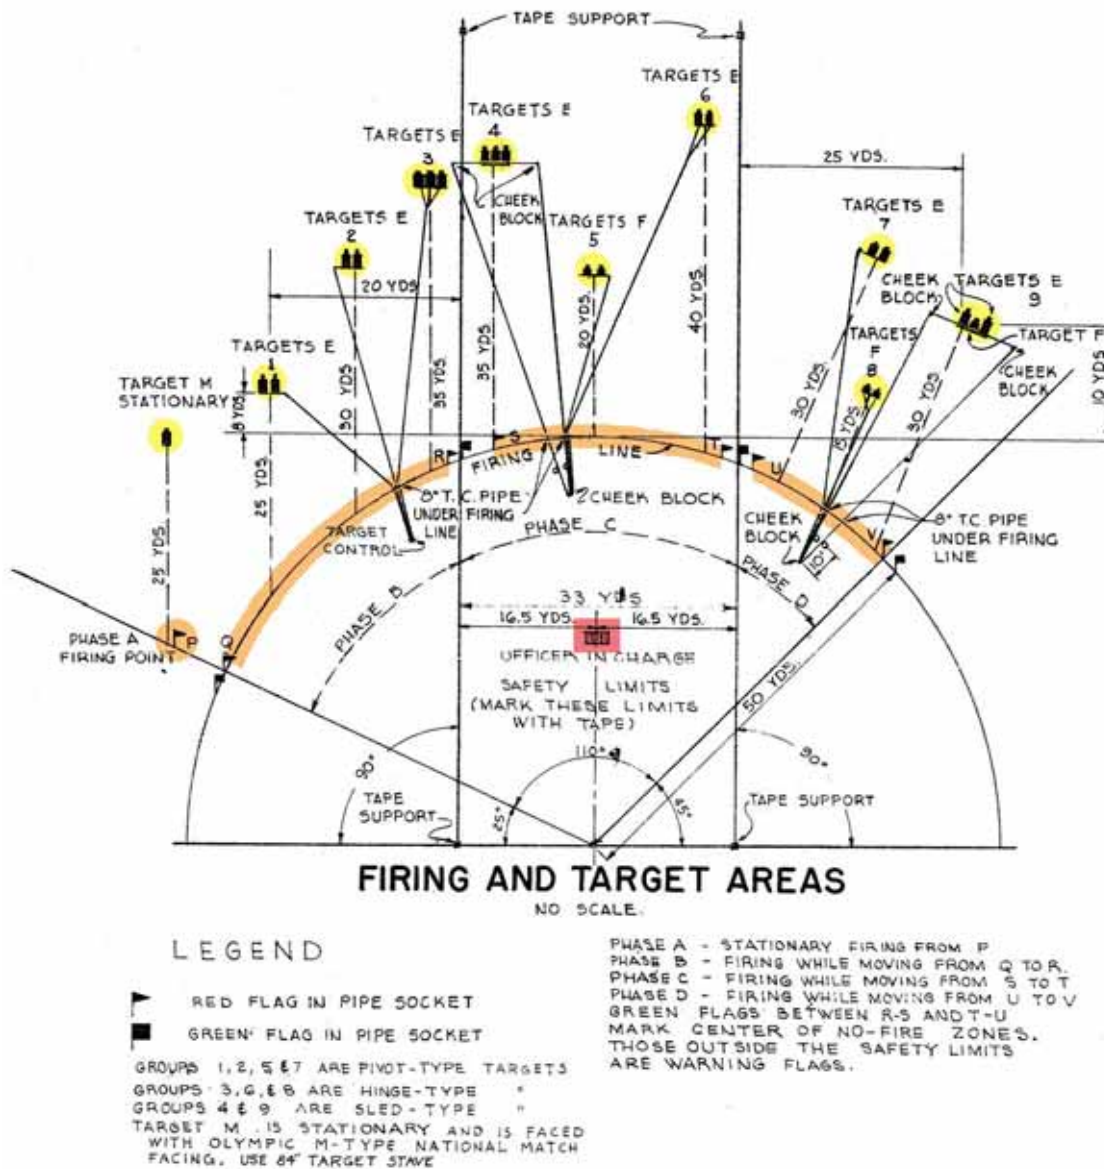 TAPE SUPPORT
TARGETS E
6
TARGETS E
4
TARGETS E
3
25 YDS.
CHEEK
BLOCK
TARGETS E
7
TARGETS E
2
TARGETS F
5
20 YDS.
20 YDS
40 YDS.
CHEEK
BLOCK
TARGETS E
9
TARGET F
CHEEK
BLOCK
TARGETS E
1
TARGET M
STATIONARY
8 YDS.
30 YDS
35 YDS.
35 YDS.
30 YDS.
TARGETS
F
8
15 YDS.
30 YDS.
10 YDS
25 YDS.
25 YDS
R
S
FIRING
LINE
T
U
V
8" T.C. PIPE
UNDER FIRING
LINE
CHEEK BLOCK
TARGET
CONTROL
CHEEK
BLOCK
10°
8" T.C. PIPE
UNDER FIRING
LINE
PHASE B
PHASE C
PHASE D
33 YDS
16.5 YDS. 16.5 YDS.
PHASE A
FIRING POINT
P
Q
OFFICER IN CHARGE
SAFETY LIMITS
(MARK THESE LIMITS
WITH TAPE)
50 YDS.
90°
110°
90°
25°
45°
TAPE
SUPPORT
TAPE SUPPORT
FIRING AND TARGET AREAS
NO SCALE.
LEGEND
RED FLAG IN PIPE SOCKET
GREEN FLAG IN PIPE SOCKET
GROUPS 1,2,5 & 7 ARE PIVOT-TYPE TARGETS
GROUPS 3,6,& 8 ARE HINGE-TYPE "
GROUPS 4 & 9 ARE SLED-TYPE "
TARGET M IS STATIONARY AND IS FACED
WITH OLYMPIC M-TYPE NATIONAL MATCH
FACING. USE 84" TARGET STAVE
PHASE A - STATIONARY FIRING FROM P
PHASE B - FIRING WHILE MOVING FROM Q TO R.
PHASE C - FIRING WHILE MOVING FROM S TO T
PHASE D - FIRING WHILE MOVING FROM U TO V
GREEN FLAGS BETWEEN R-S AND T-U
MARK CENTER OF NO-FIRE ZONES.
THOSE OUTSIDE THE SAFETY LIMITS
ARE WARNING FLAGS.